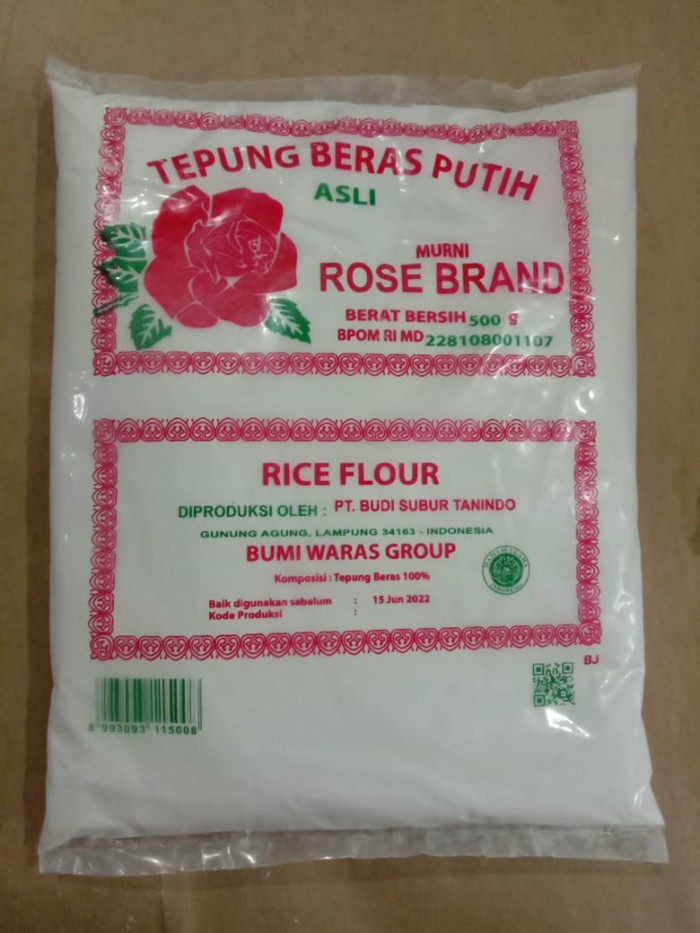 TEPUNG BERAS PUTIH
ASLI
MURNI
ROSE BRAND
BERAT BERSIH 500 g
BPOM RI MD 228108001107
RICE FLOUR
DIPRODUKSI OLEH : PT. BUDI SUBUR TANINDO
GUNUNG AGUNG, LAMPUNG 34163 - INDONESIA
BUMI WARAS GROUP
Komposisi : Tepung Beras 100%
Baik digunakan sebelum : 15 Jun 2022
Kode Produksi :
BJ
8 993093 115008